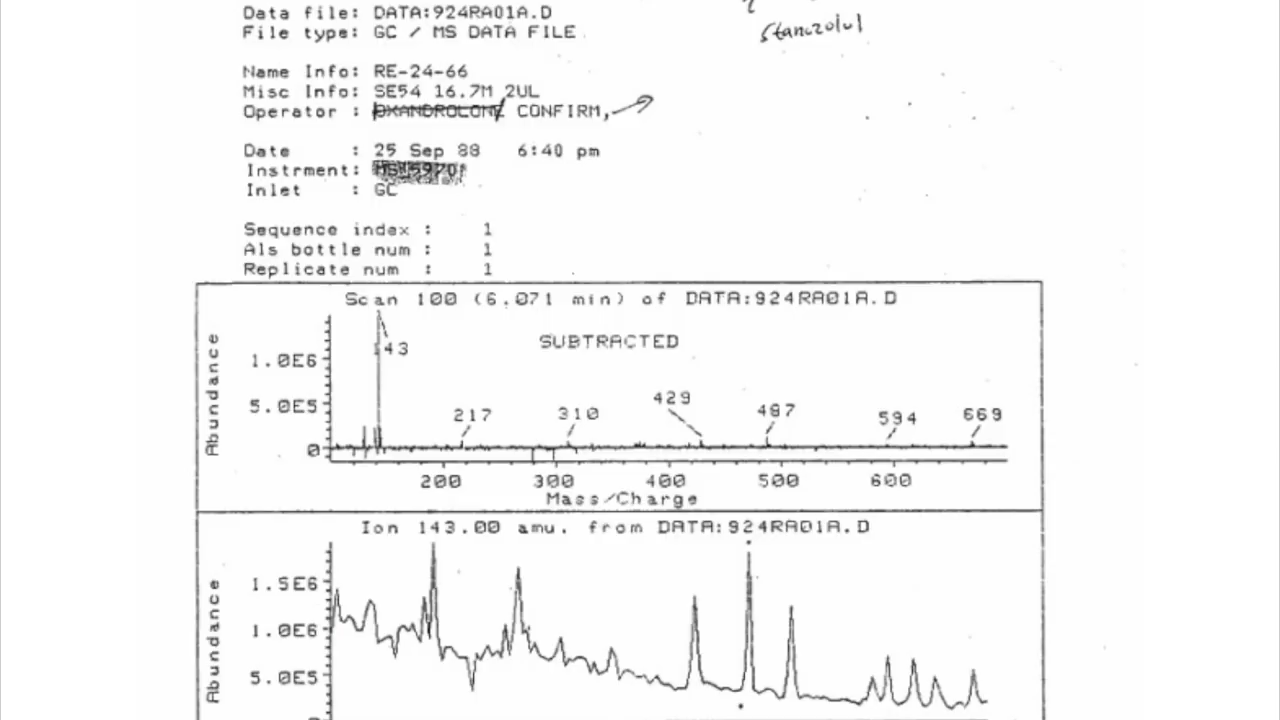 Stanozolul
Data file: DATA:924RA01A.D
File type: GC / MS DATA FILE
Name Info: RE-24-66
Misc Info: SE54 16.7M 2UL
Operator : OXANDROLONE CONFIRM,
Date : 25 Sep 88 6:40 pm
Instrment: MS 5970
Inlet : GC
Sequence index : 1
Als bottle num : 1
Replicate num : 1
Scan 100 (6.071 min) of DATA:924RA01A.D
SUBTRACTED
Abundance
1.0E6
5.0E5
0
143
217
310
429
487
594
669
200 300 400 500 600
Mass/Charge
Ion 143.00 amu. from DATA:924RA01A.D
Abundance
1.5E6
1.0E6
5.0E5